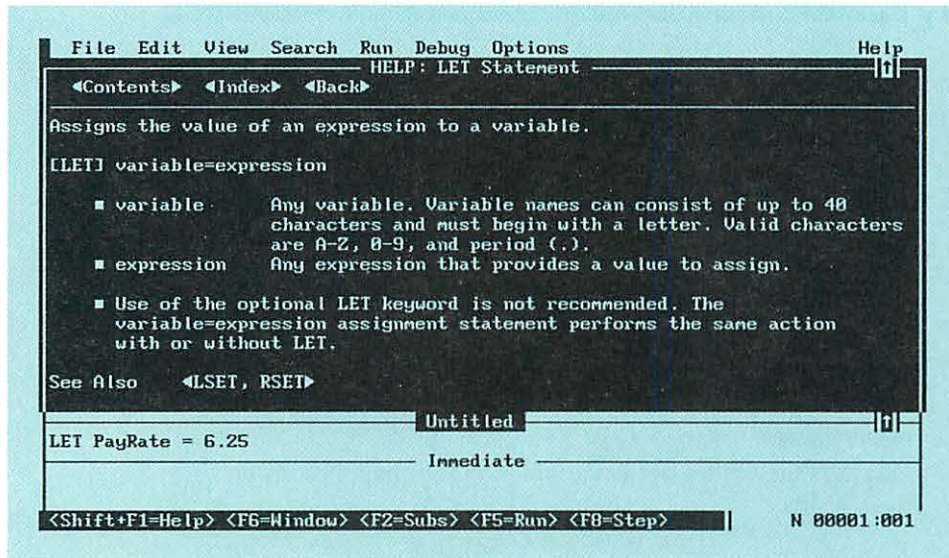 File Edit View Search Run Debug Options Help
HELP: LET Statement
◄Contents► ◄Index► ◄Back►
Assigns the value of an expression to a variable.
[LET] variable=expression
■ variable Any variable. Variable names can consist of up to 40
characters and must begin with a letter. Valid characters
are A-Z, 0-9, and period (.).
■ expression Any expression that provides a value to assign.
■ Use of the optional LET keyword is not recommended. The
variable=expression assignment statement performs the same action
with or without LET.
See Also ◄LSET, RSET►
Untitled
LET PayRate = 6.25
Immediate
<Shift+F1=Help> <F6=Window> <F2=Subs> <F5=Run> <F8=Step> N 00001:001